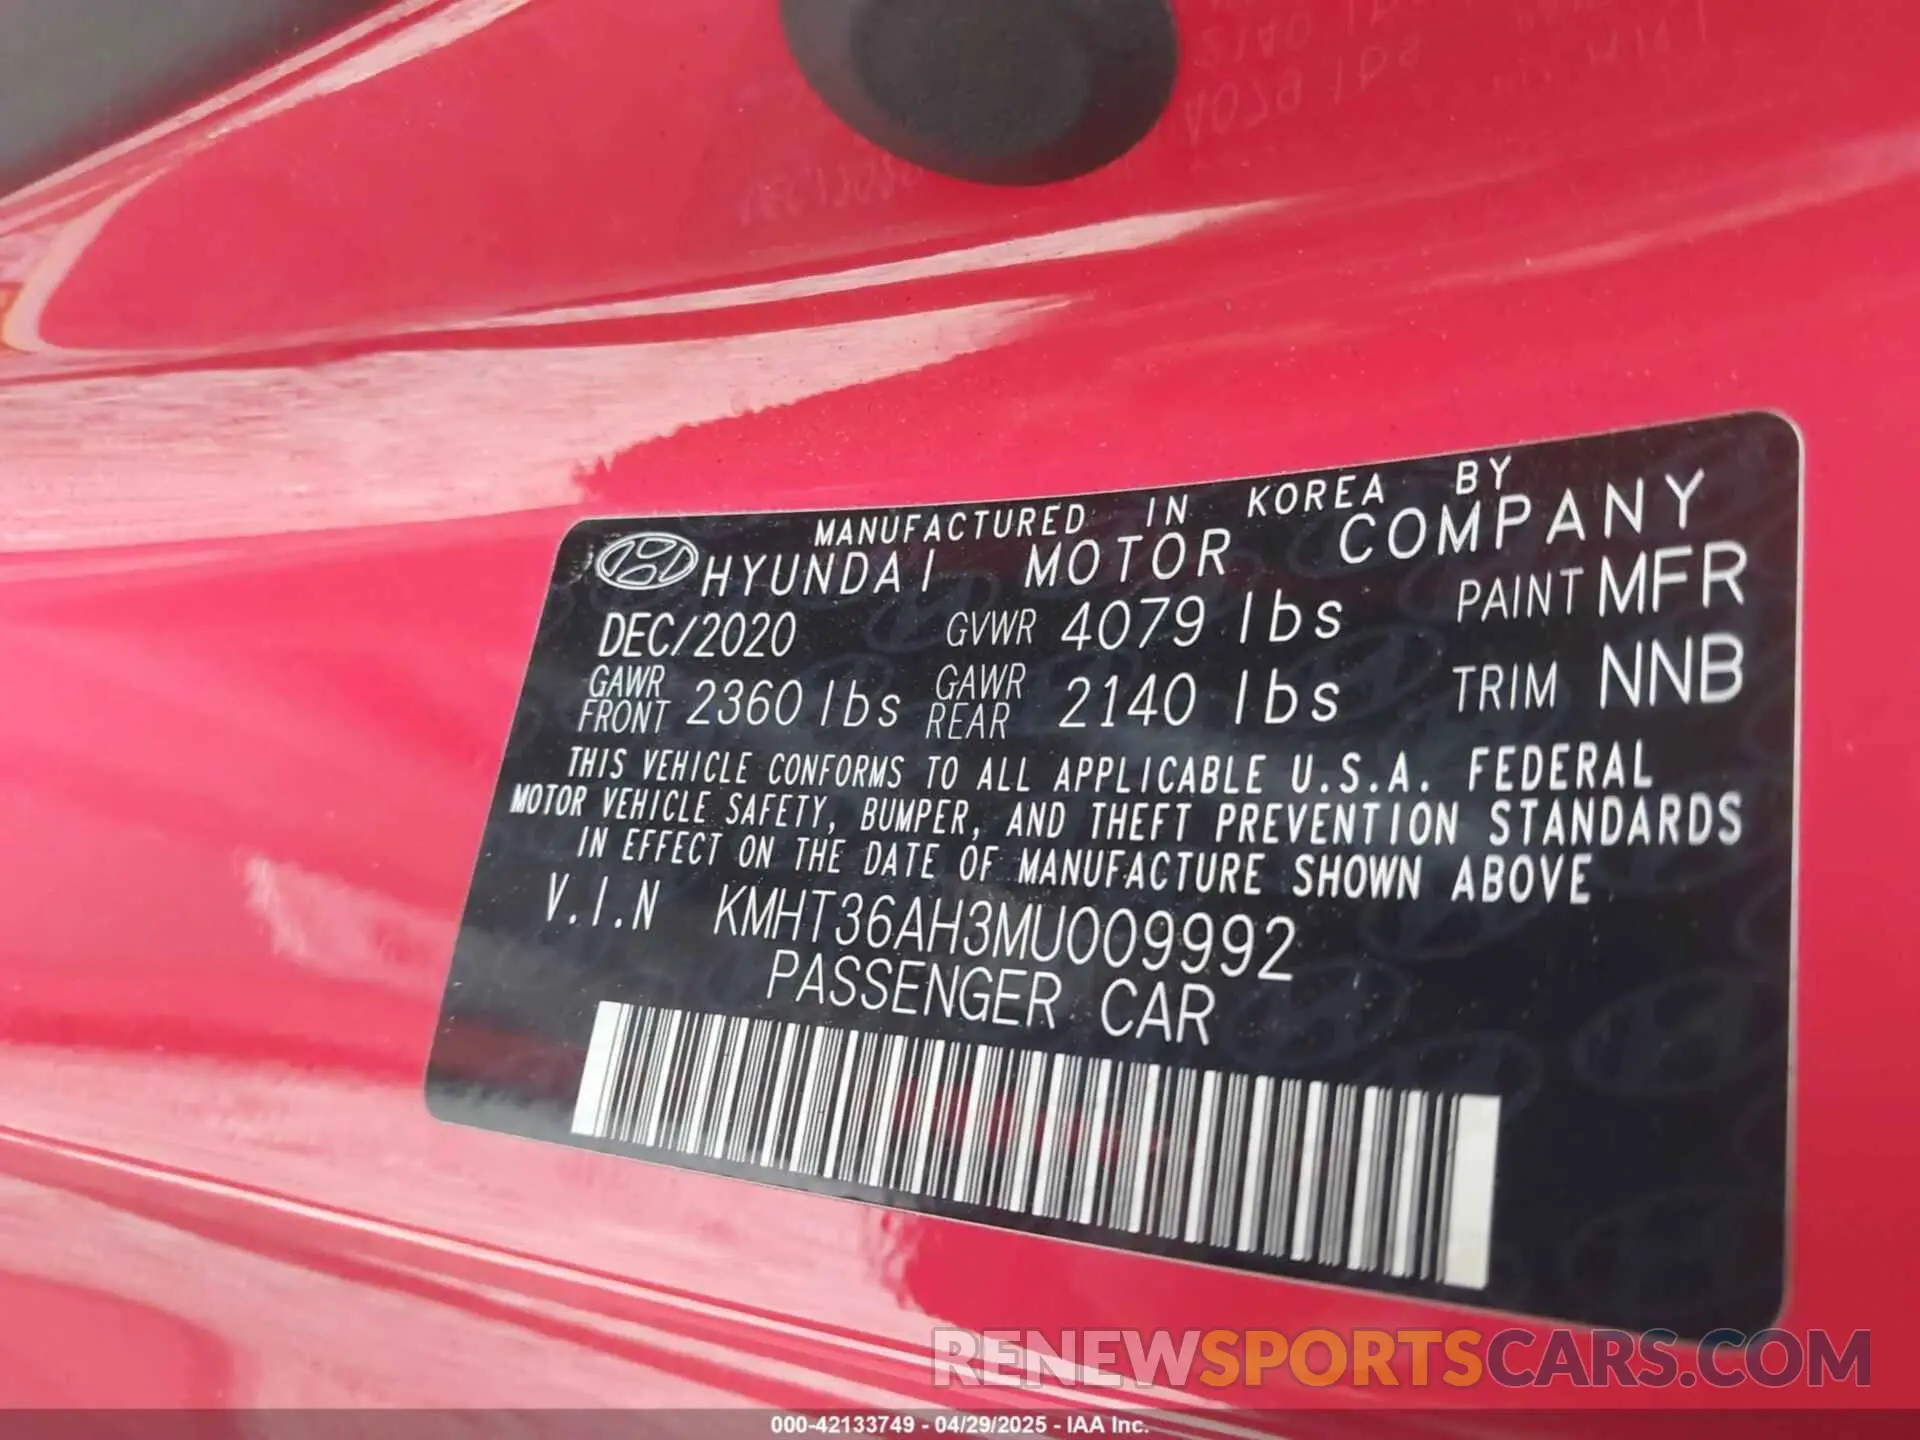 MANUFACTURED IN KOREA BY
HYUNDAI MOTOR COMPANY
DEC/2020 GVWR 4079 lbs PAINT MFR
GAWR FRONT 2360 lbs GAWR REAR 2140 lbs TRIM NNB
THIS VEHICLE CONFORMS TO ALL APPLICABLE U.S.A. FEDERAL
MOTOR VEHICLE SAFETY, BUMPER, AND THEFT PREVENTION STANDARDS
IN EFFECT ON THE DATE OF MANUFACTURE SHOWN ABOVE
V.I.N KMHT36AH3MU009992
PASSENGER CAR
RENEWSPORTSCARS.COM
000-42133749 - 04/29/2025 - IAA Inc.